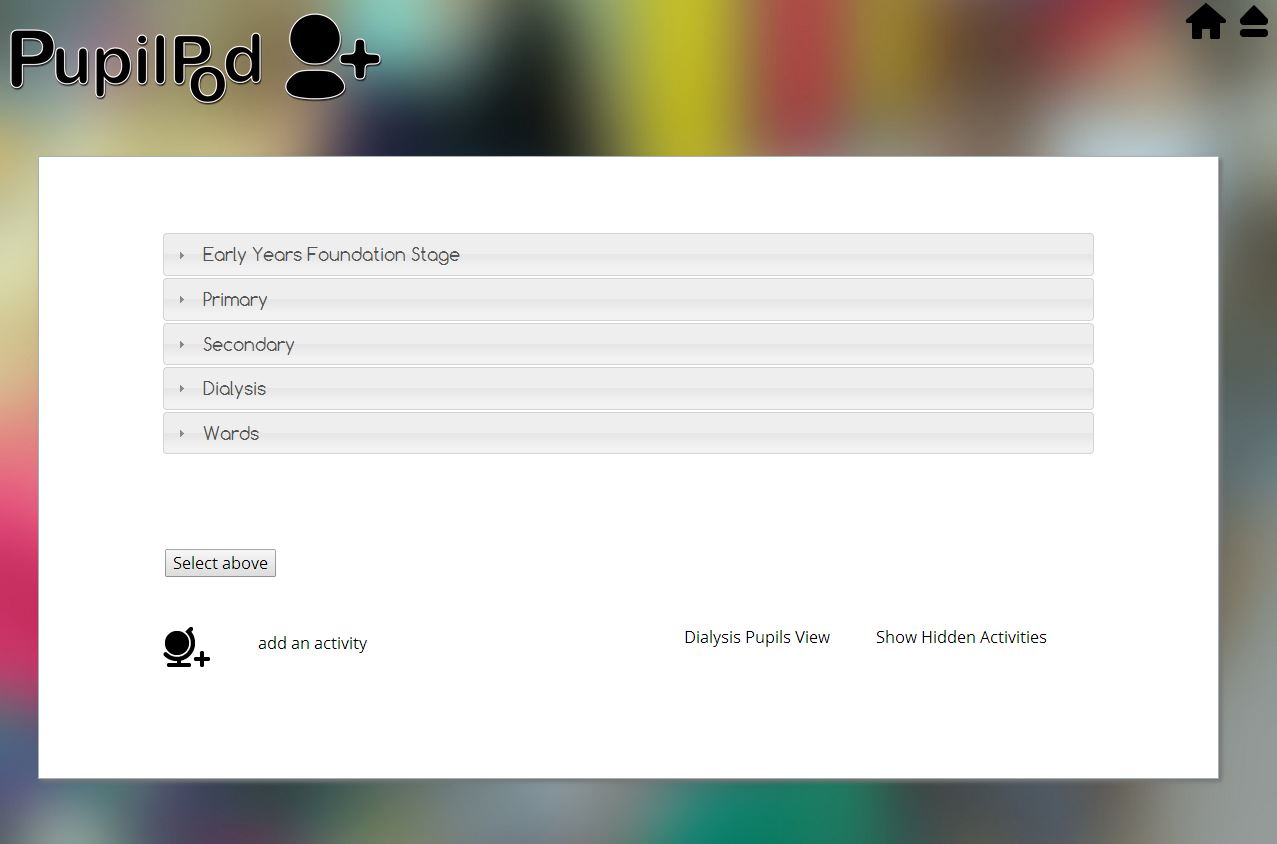 PupilPod
Early Years Foundation Stage
Primary
Secondary
Dialysis
Wards
Select above
add an activity
Dialysis Pupils View
Show Hidden Activities